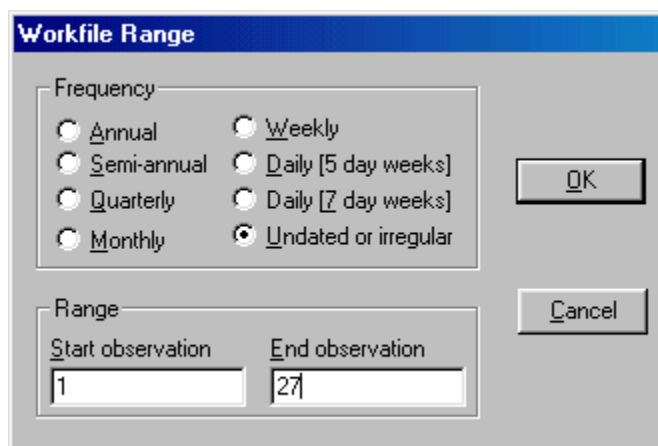 Workfile Range
Frequency
Annual
Semi-annual
Quarterly
Monthly
Weekly
Daily [5 day weeks]
Daily [7 day weeks]
Undated or irregular
OK
Range
Start observation
End observation
1
27
Cancel